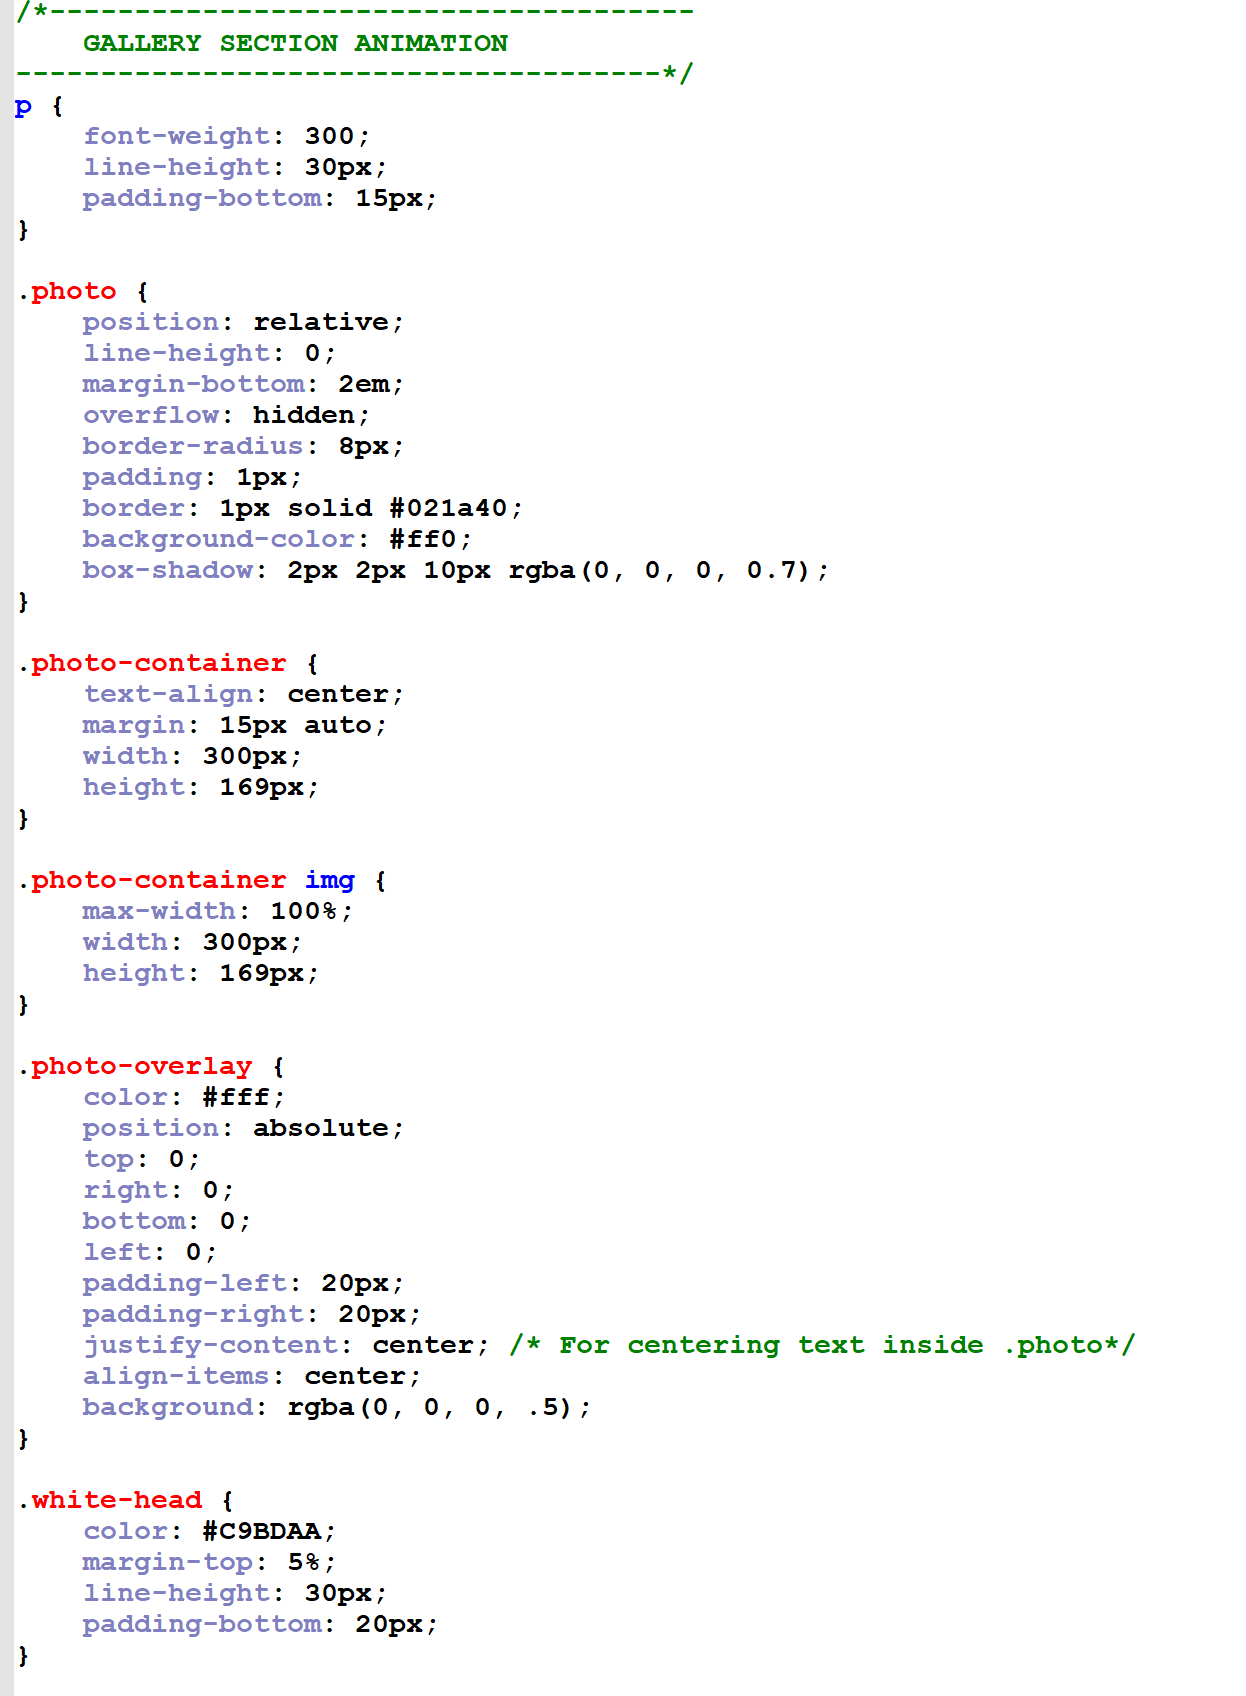 /*--------------------------------------
    GALLERY SECTION ANIMATION
--------------------------------------*/
p {
    font-weight: 300;
    line-height: 30px;
    padding-bottom: 15px;
}

.photo {
    position: relative;
    line-height: 0;
    margin-bottom: 2em;
    overflow: hidden;
    border-radius: 8px;
    padding: 1px;
    border: 1px solid #021a40;
    background-color: #ff0;
    box-shadow: 2px 2px 10px rgba(0, 0, 0, 0.7);
}

.photo-container {
    text-align: center;
    margin: 15px auto;
    width: 300px;
    height: 169px;
}

.photo-container img {
    max-width: 100%;
    width: 300px;
    height: 169px;
}

.photo-overlay {
    color: #fff;
    position: absolute;
    top: 0;
    right: 0;
    bottom: 0;
    left: 0;
    padding-left: 20px;
    padding-right: 20px;
    justify-content: center; /* For centering text inside .photo*/
    align-items: center;
    background: rgba(0, 0, 0, .5);
}

.white-head {
    color: #C9BDAA;
    margin-top: 5%;
    line-height: 30px;
    padding-bottom: 20px;
}